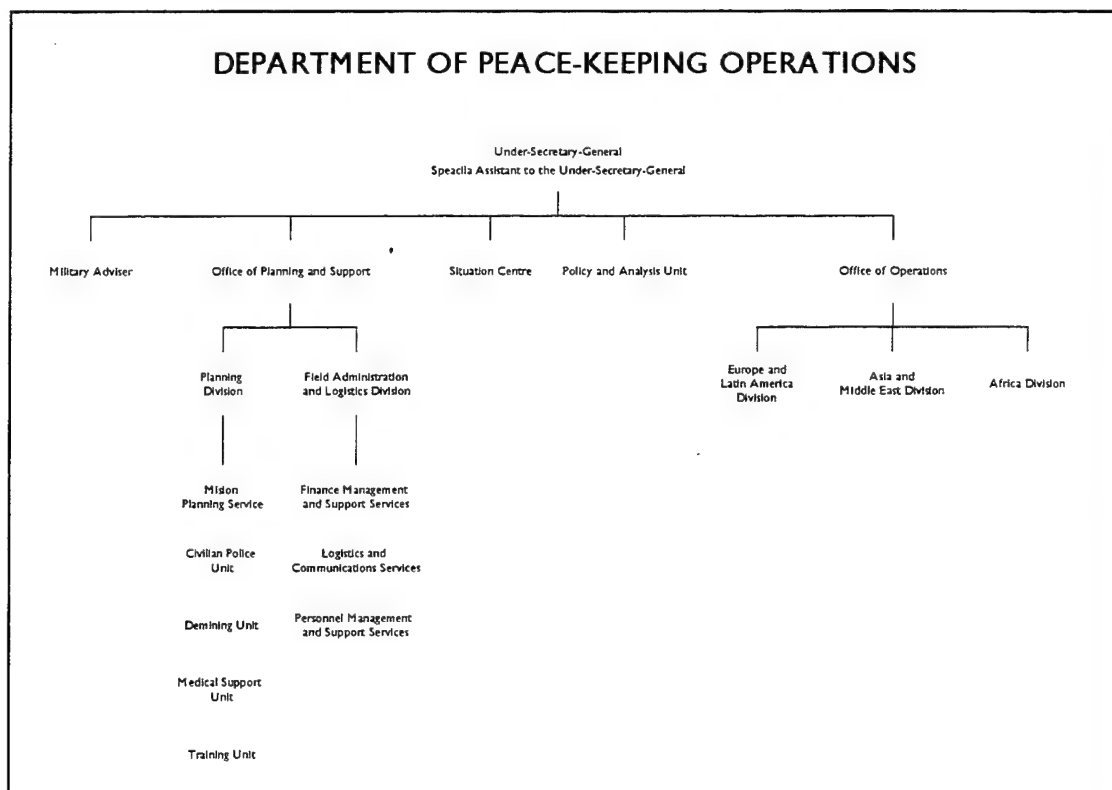 DEPARTMENT OF PEACE-KEEPING OPERATIONS
Under-Secretary-General
Speaclla Assistant to the Under-Secretary-General
Military Adviser
Office of Planning and Support
Situation Centre
Policy and Analysis Unit
Office of Operations
Planning
Division
Field Administration
and Logistics Division
Europe and
Latin America
Division
Asia and
Middle East Division
Africa Division
Mision
Planning Service
Finance Management
and Support Services
Civilian Police
Unit
Logistics and
Communications Services
Demining Unit
Personnel Management
and Support Services
Medical Support
Unit
Training Unit